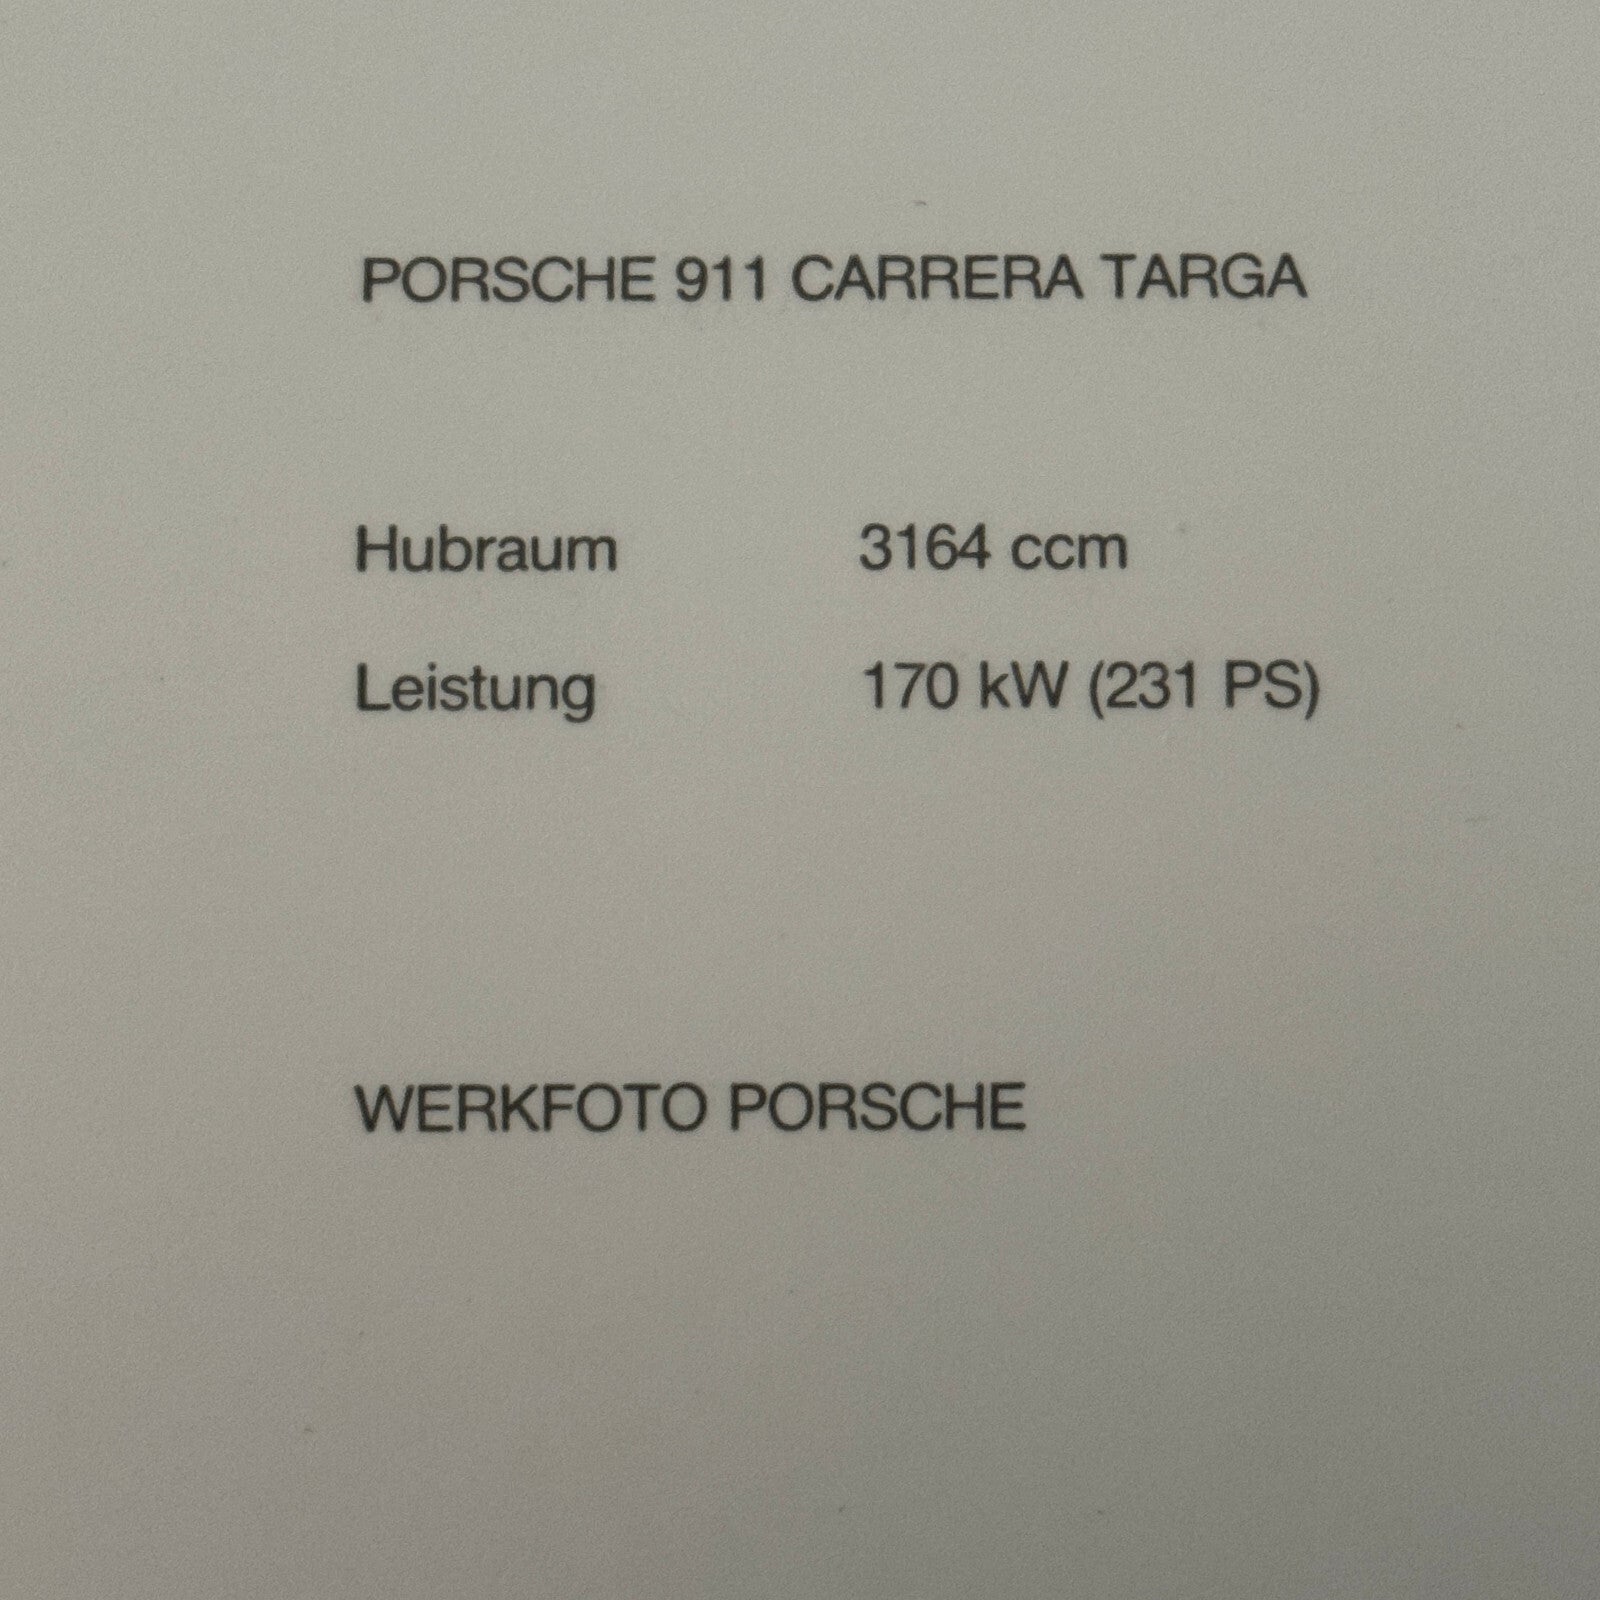 PORSCHE 911 CARRERA TARGA
Hubraum 3164 ccm
Leistung 170 kW (231 PS)
WERKFOTO PORSCHE